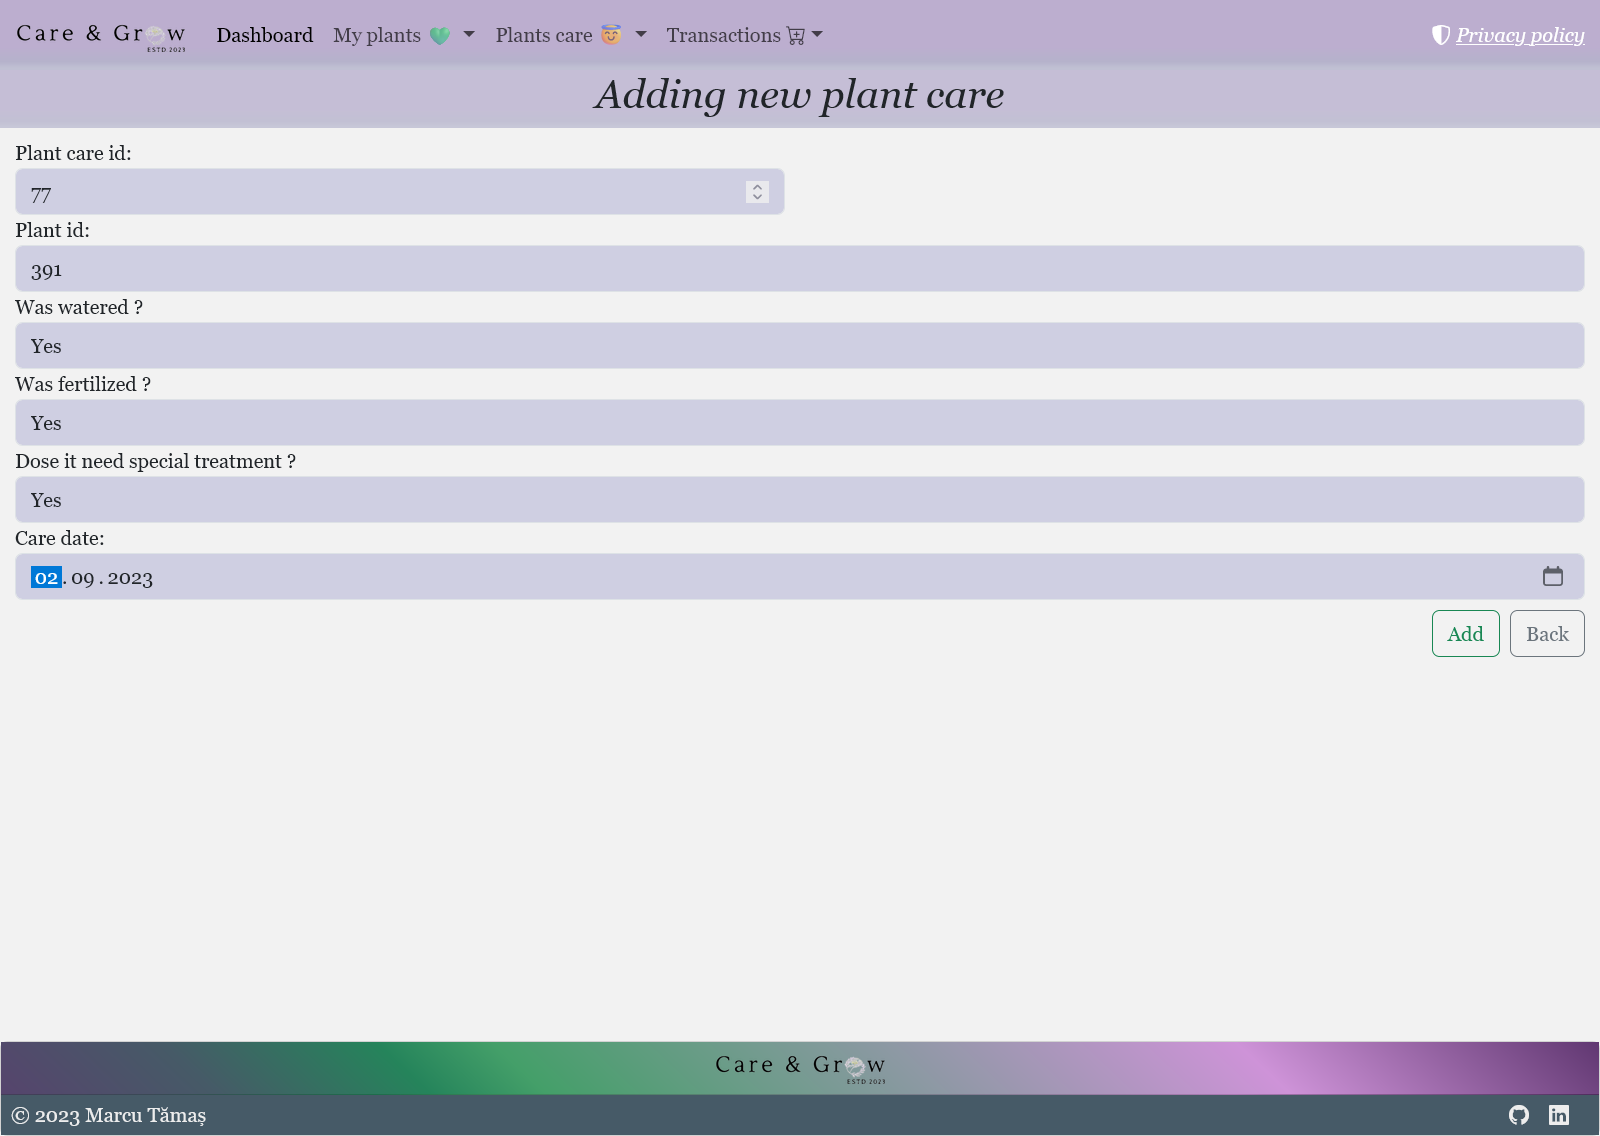 Care & Grow
ESTD 2023
Dashboard
My plants
Plants care
Transactions
Privacy policy
Adding new plant care
Plant care id:
77
Plant id:
391
Was watered ?
Yes
Was fertilized ?
Yes
Dose it need special treatment ?
Yes
Care date:
02. 09 . 2023
Add
Back
Care & Grow
ESTD 2023
© 2023 Marcu Tămaș